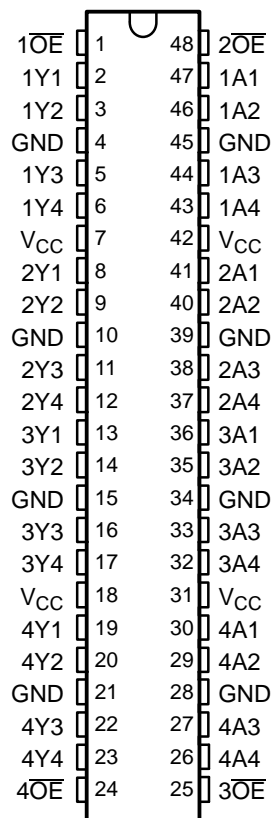 1O̅E̅ 1 48 2O̅E̅
1Y1 2 47 1A1
1Y2 3 46 1A2
GND 4 45 GND
1Y3 5 44 1A3
1Y4 6 43 1A4
VCC 7 42 VCC
2Y1 8 41 2A1
2Y2 9 40 2A2
GND 10 39 GND
2Y3 11 38 2A3
2Y4 12 37 2A4
3Y1 13 36 3A1
3Y2 14 35 3A2
GND 15 34 GND
3Y3 16 33 3A3
3Y4 17 32 3A4
VCC 18 31 VCC
4Y1 19 30 4A1
4Y2 20 29 4A2
GND 21 28 GND
4Y3 22 27 4A3
4Y4 23 26 4A4
4O̅E̅ 24 25 3O̅E̅